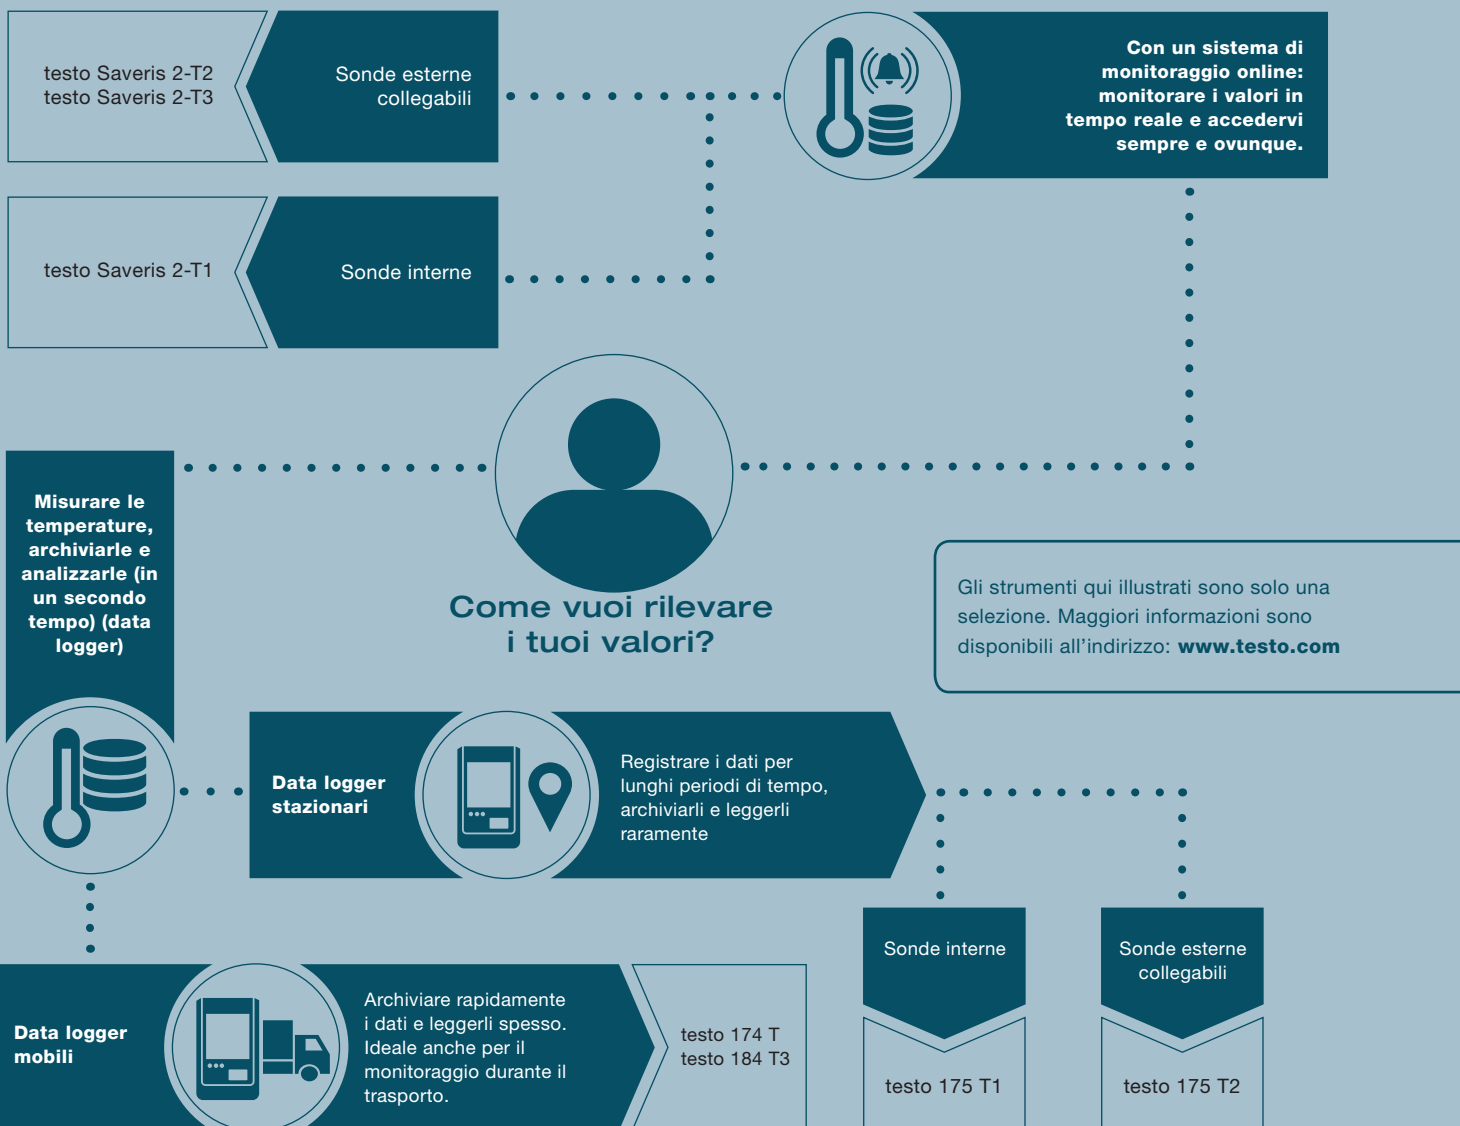 testo Saveris 2-T2
testo Saveris 2-T3
Sonde esterne
collegabili
Con un sistema di
monitoraggio online:
monitorare i valori in
tempo reale e accedervi
sempre e ovunque.
testo Saveris 2-T1
Sonde interne
Misurare le
temperature,
archiviarle e
analizzarle (in
un secondo
tempo) (data
logger)
Come vuoi rilevare
i tuoi valori?
Gli strumenti qui illustrati sono solo una
selezione. Maggiori informazioni sono
disponibili all'indirizzo: www.testo.com
Data logger
stazionari
Registrare i dati per
lunghi periodi di tempo,
archiviarli e leggerli
raramente
Data logger
mobili
Archiviare rapidamente
i dati e leggerli spesso.
Ideale anche per il
monitoraggio durante il
trasporto.
testo 174 T
testo 184 T3
Sonde interne
testo 175 T1
Sonde esterne
collegabili
testo 175 T2